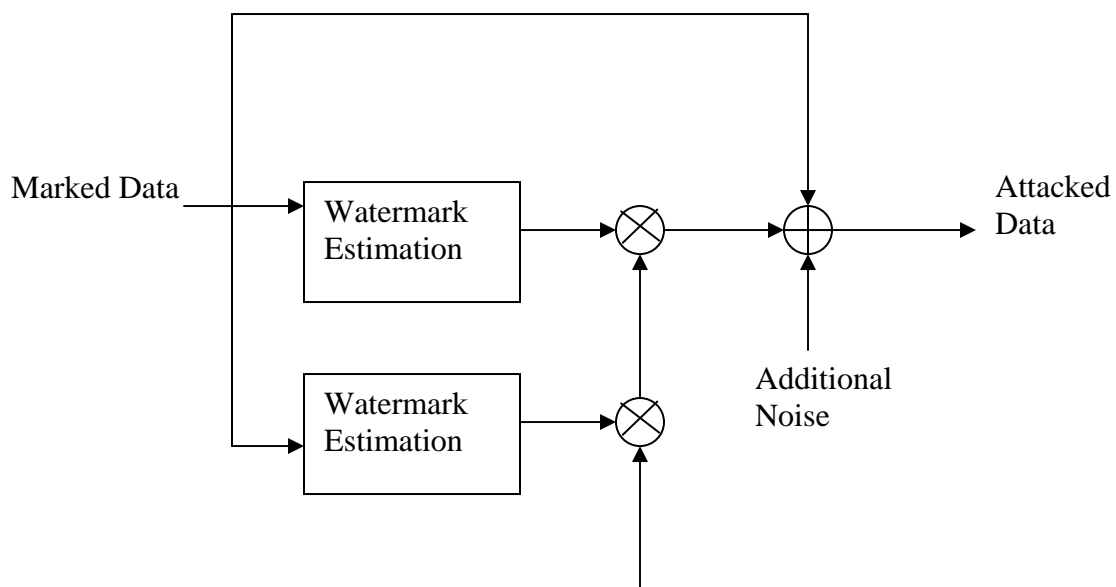 Marked Data
Watermark
Estimation
Attacked
Data
Watermark
Estimation
Additional
Noise